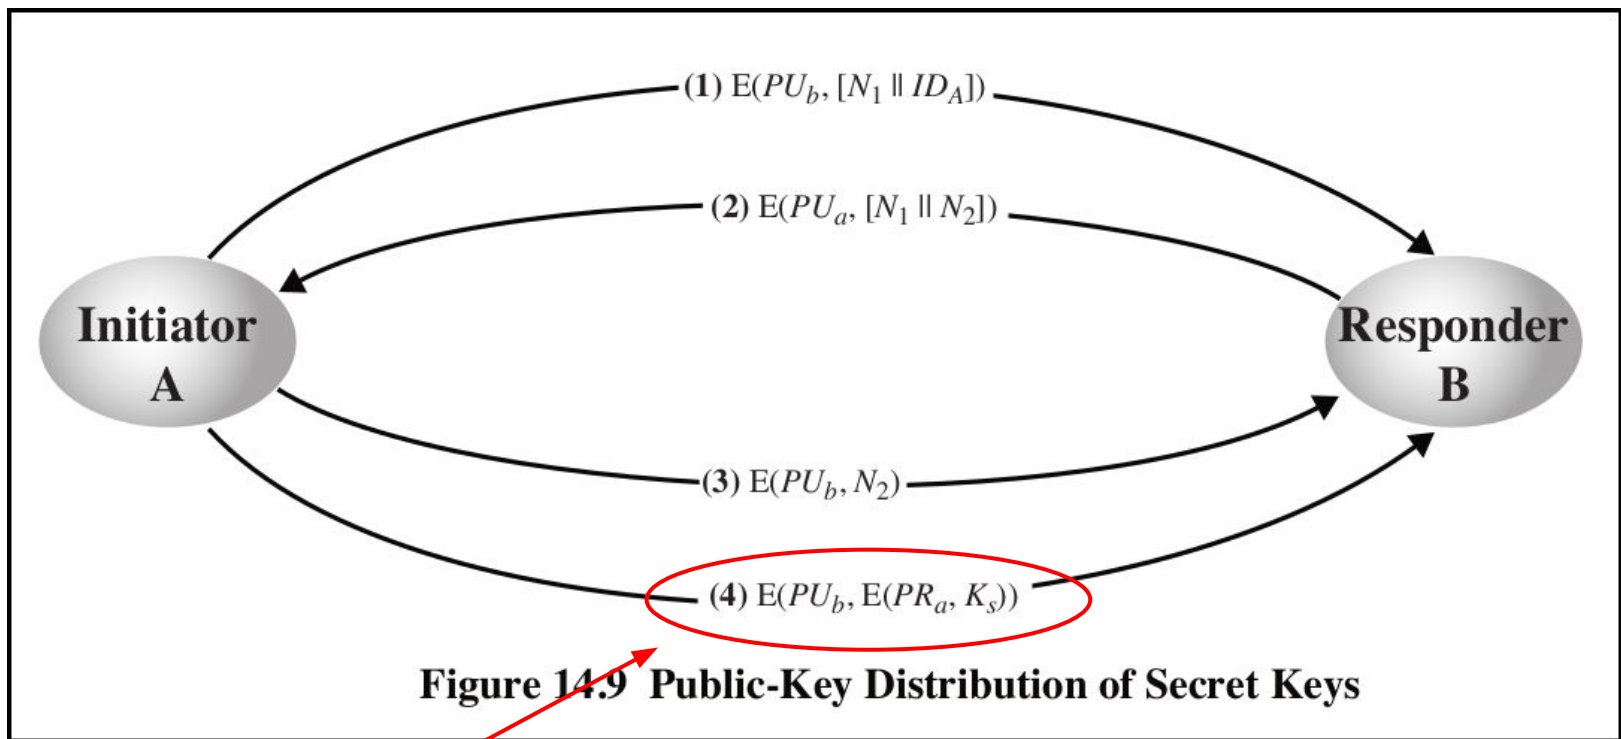 (1) E(PU_b, [N_1 || ID_A])
(2) E(PU_a, [N_1 || N_2])
Initiator
A
Responder
B
(3) E(PU_b, N_2)
(4) E(PU_b, E(PR_a, K_s))
Figure 14.9 Public-Key Distribution of Secret Keys